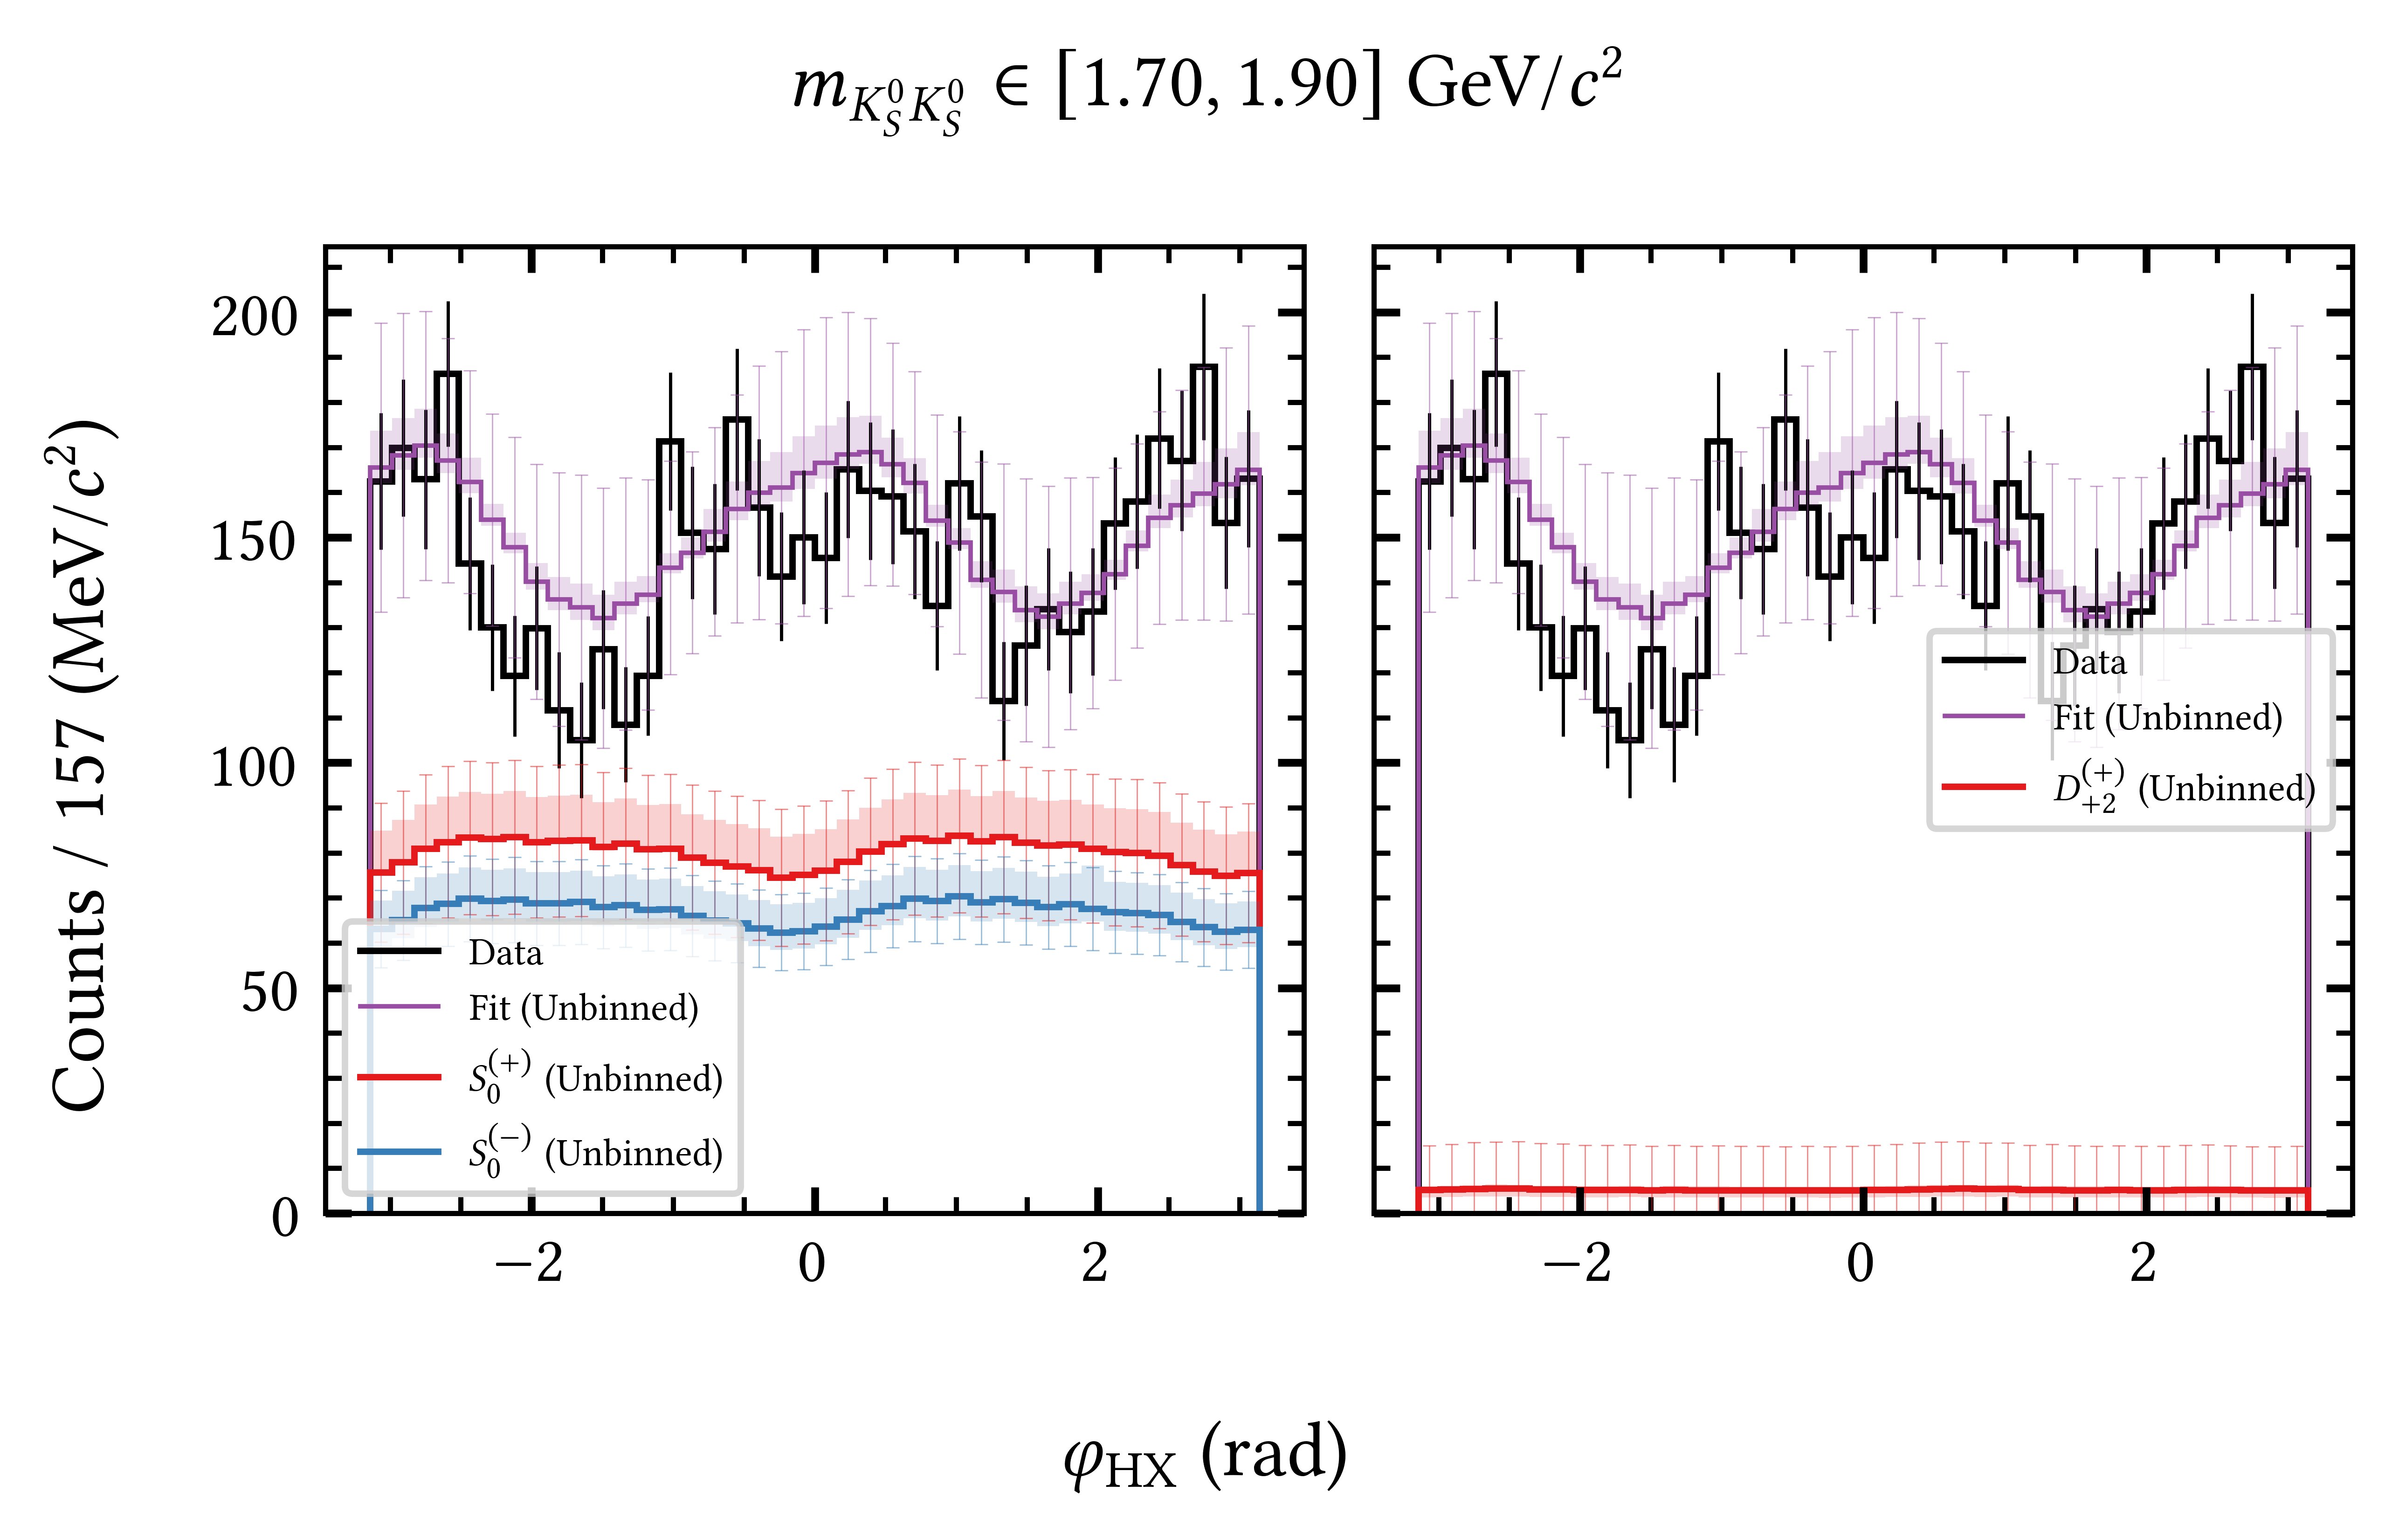 m_{K_S^0 K_S^0} ∈ [1.70, 1.90] GeV/c²
Counts / 157 (MeV/c²)
200
150
100
50
0
Data
Fit (Unbinned)
S_0^{(+)} (Unbinned)
S_0^{(−)} (Unbinned)
−2
0
2
Data
Fit (Unbinned)
D_{+2}^{(+)} (Unbinned)
−2
0
2
φ_{HX} (rad)